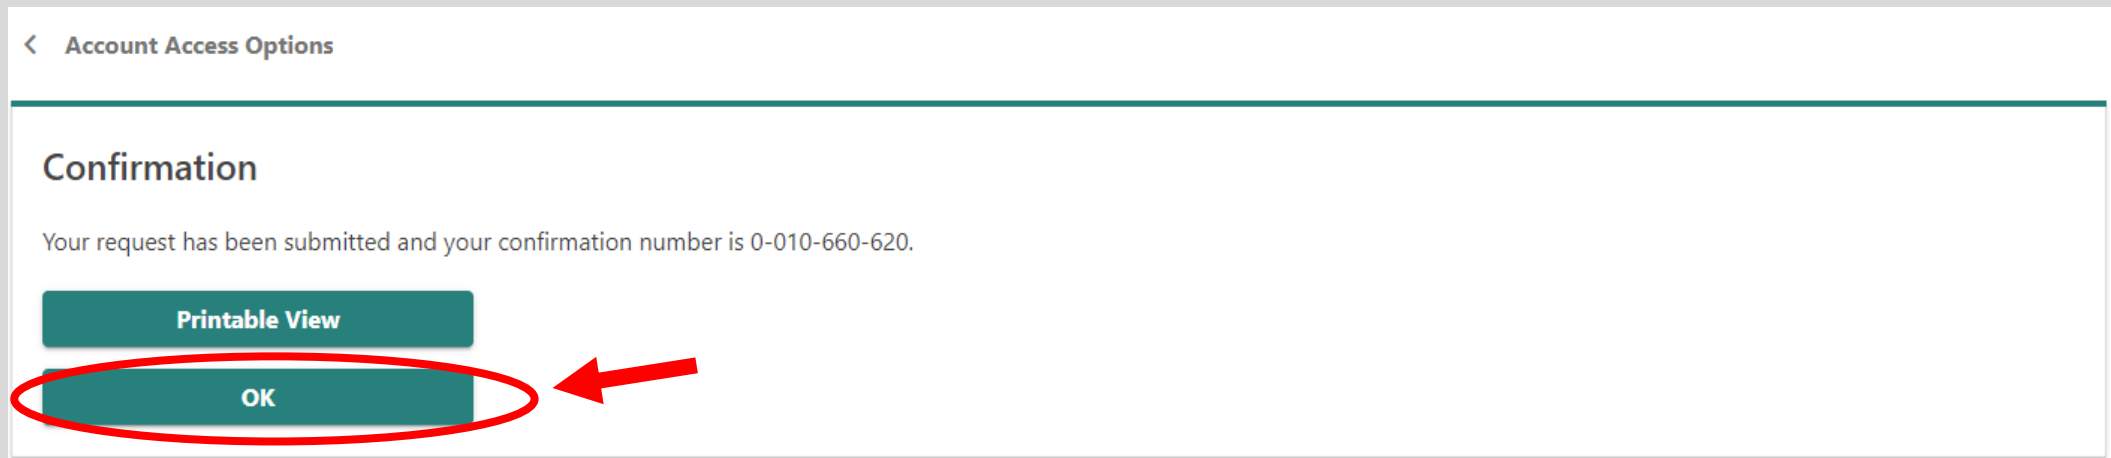 Account Access Options
Confirmation
Your request has been submitted and your confirmation number is 0-010-660-620.
Printable View
OK